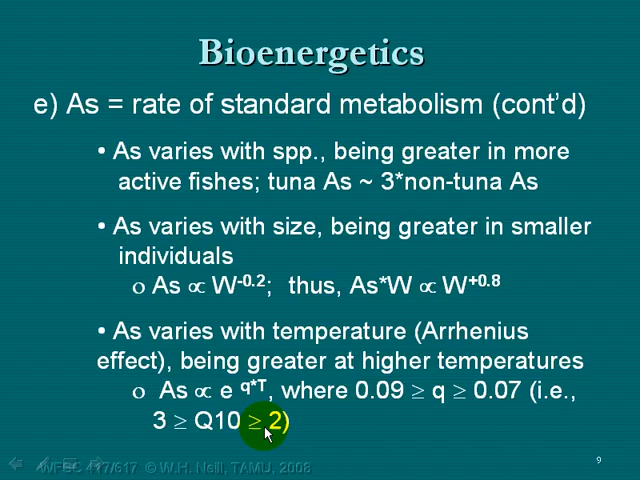 Bioenergetics
e) As = rate of standard metabolism (cont’d)
• As varies with spp., being greater in more
active fishes; tuna As ~ 3*non-tuna As
• As varies with size, being greater in smaller
individuals
o As ∝ W-0.2; thus, As*W ∝ W+0.8
• As varies with temperature (Arrhenius
effect), being greater at higher temperatures
o As ∝ e q*T, where 0.09 ≥ q ≥ 0.07 (i.e.,
3 ≥ Q10 ≥ 2)
WFSC 417/617 © W.H. Neill, TAMU, 2008
9